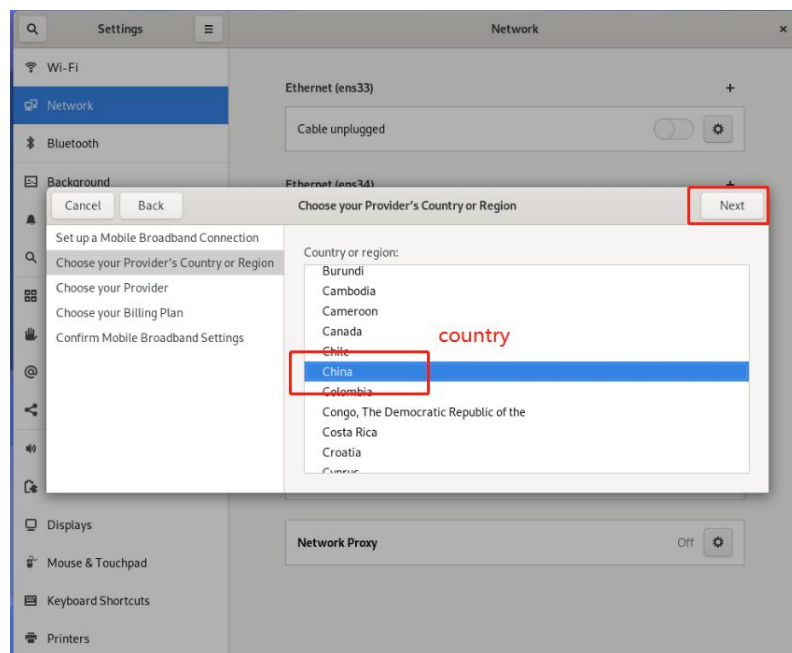 Settings
Network
×
Wi-Fi
Network
Bluetooth
Background
Displays
Mouse & Touchpad
Keyboard Shortcuts
Printers
Ethernet (ens33)
+
Cable unplugged
Ethernet (ens34)
+
Cancel
Back
Choose your Provider's Country or Region
Next
Set up a Mobile Broadband Connection
Choose your Provider's Country or Region
Choose your Provider
Choose your Billing Plan
Confirm Mobile Broadband Settings
Country or region:
Burundi
Cambodia
Cameroon
Canada
Chile
China
Colombia
Congo, The Democratic Republic of the
Costa Rica
Croatia
Cyprus
country
Network Proxy
Off